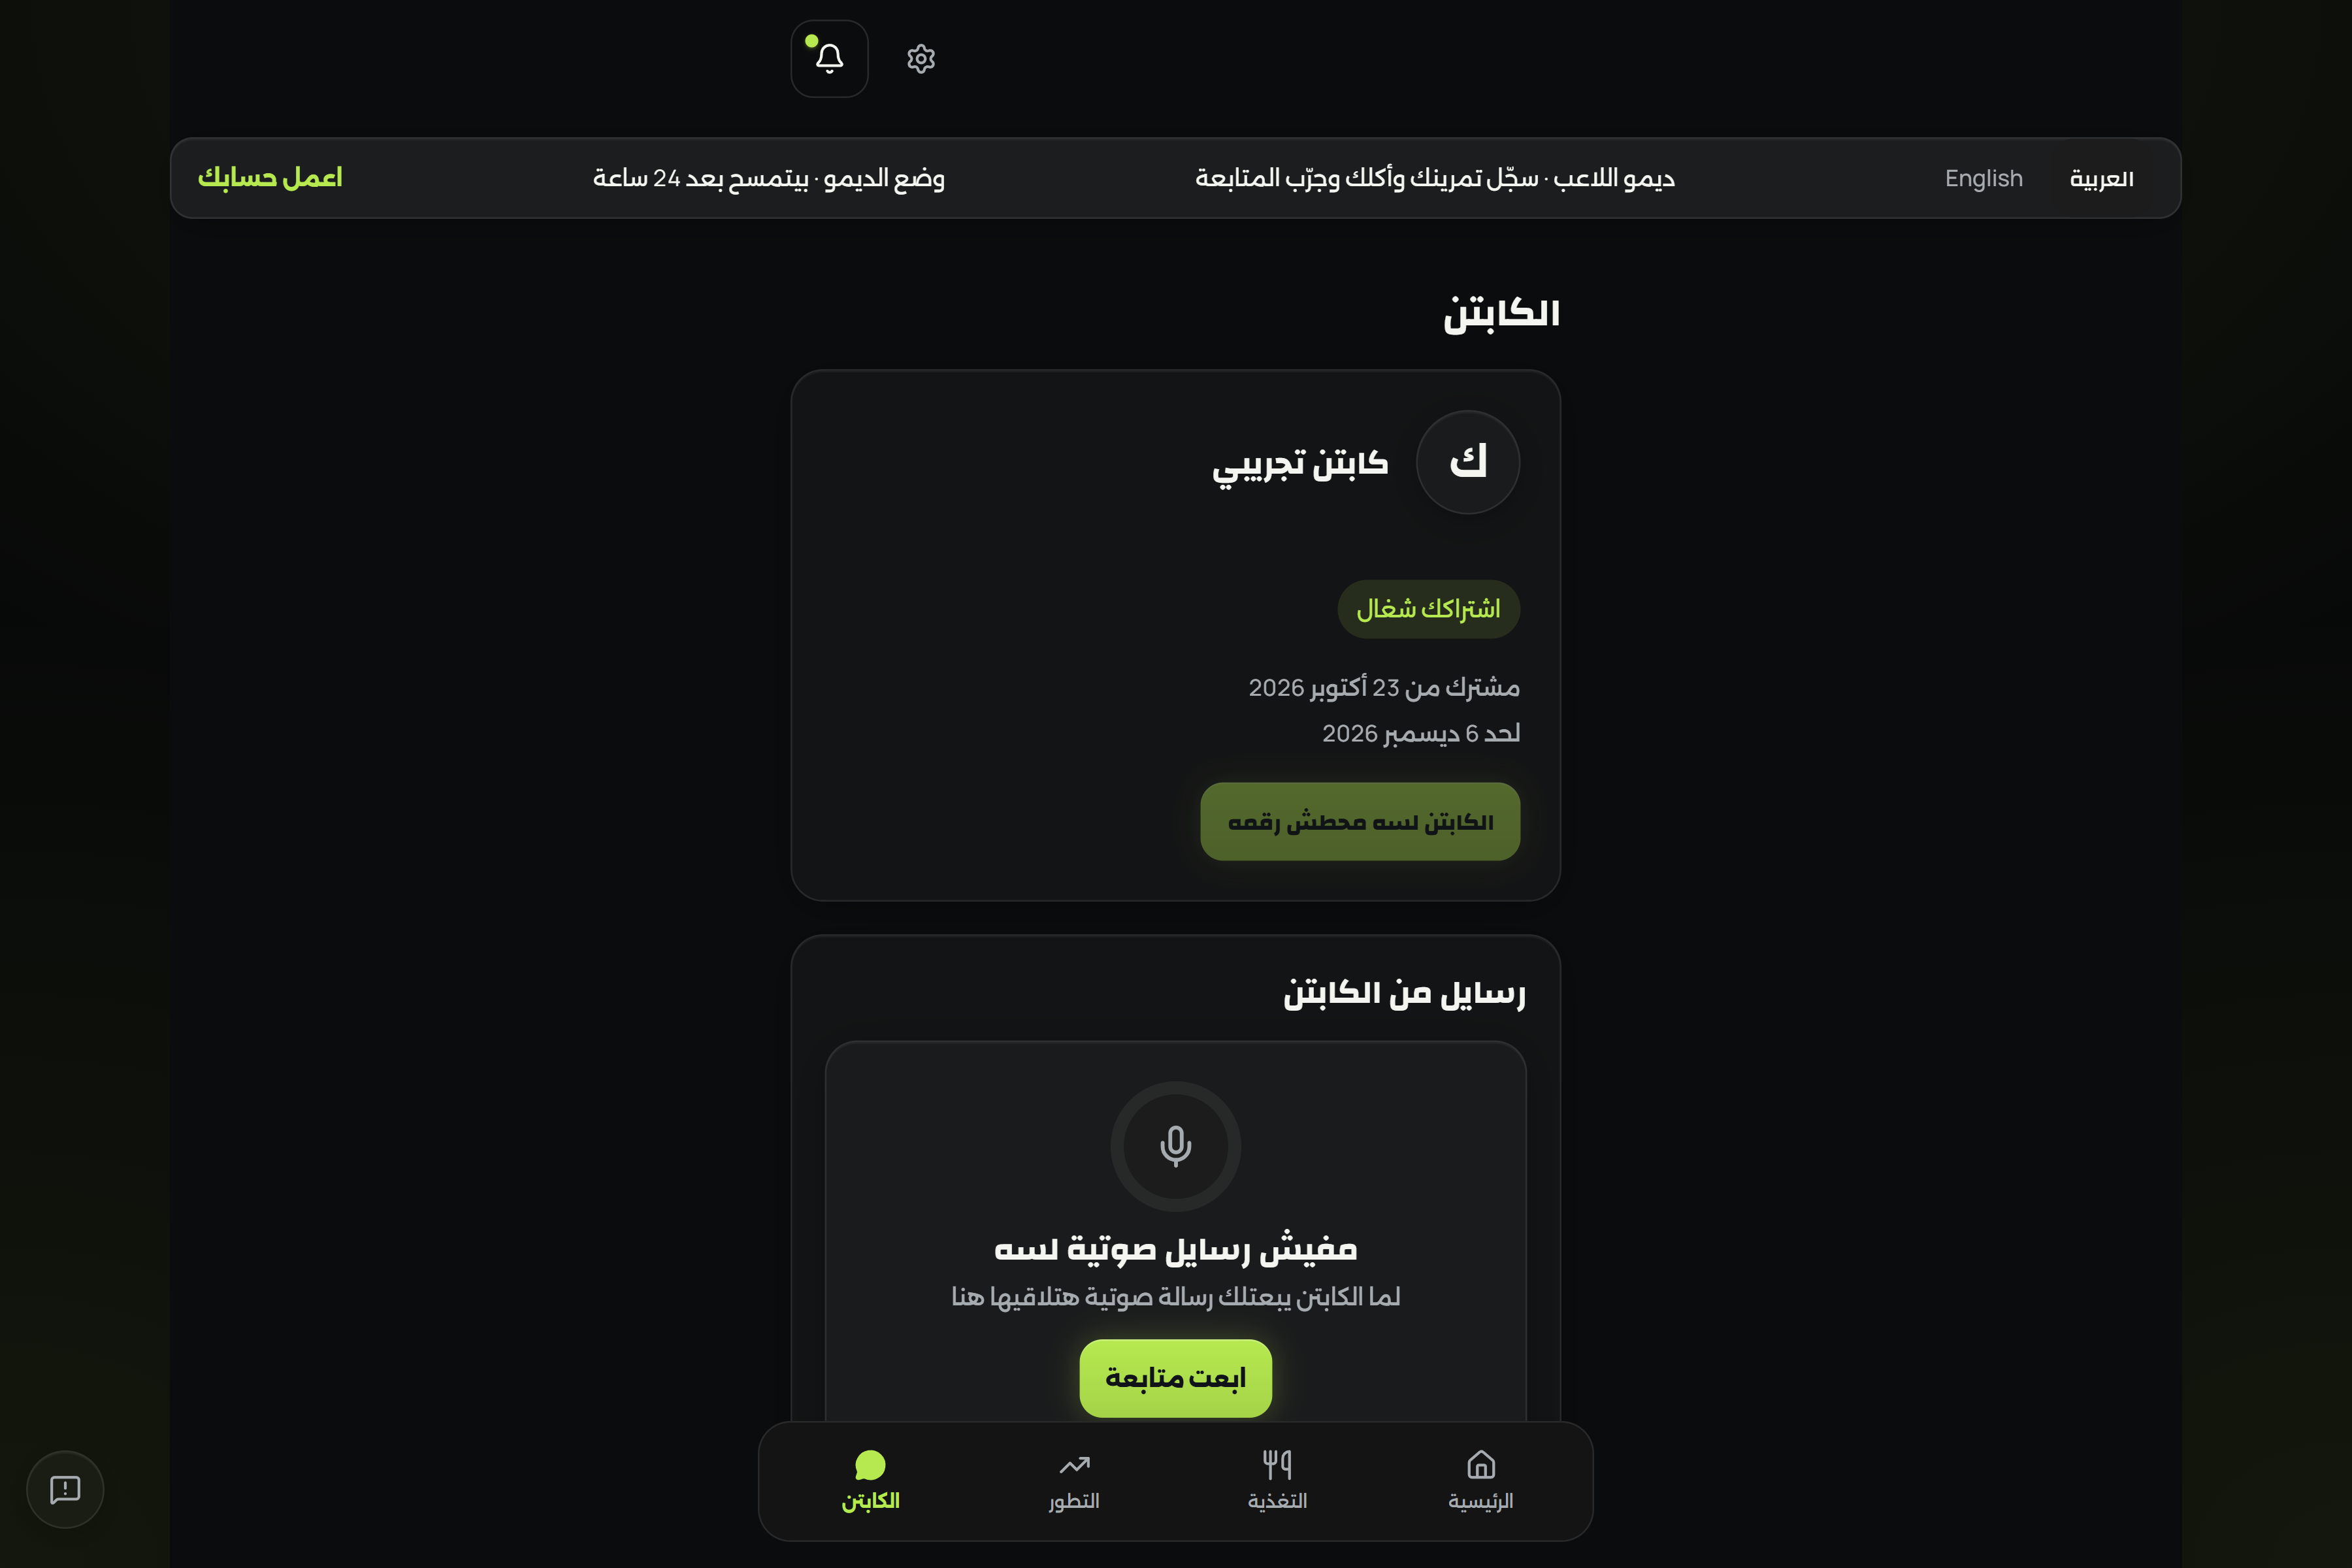 العربية
English
ديمو اللاعب · سجّل تمرينك وأكلك وجرّب المتابعة
وضع الديمو · بيتمسح بعد 24 ساعة
اعمل حسابك
الكابتن
ك
كابتن تجريبي
اشتراكك شغال
مشترك من 23 أكتوبر 2026
لحد 6 ديسمبر 2026
الكابتن لسه محطش رقمه
رسايل من الكابتن
مفيش رسايل صوتية لسه
لما الكابتن يبعتلك رسالة صوتية هتلاقيها هنا
ابعت متابعة
الرئيسية
التغذية
التطور
الكابتن